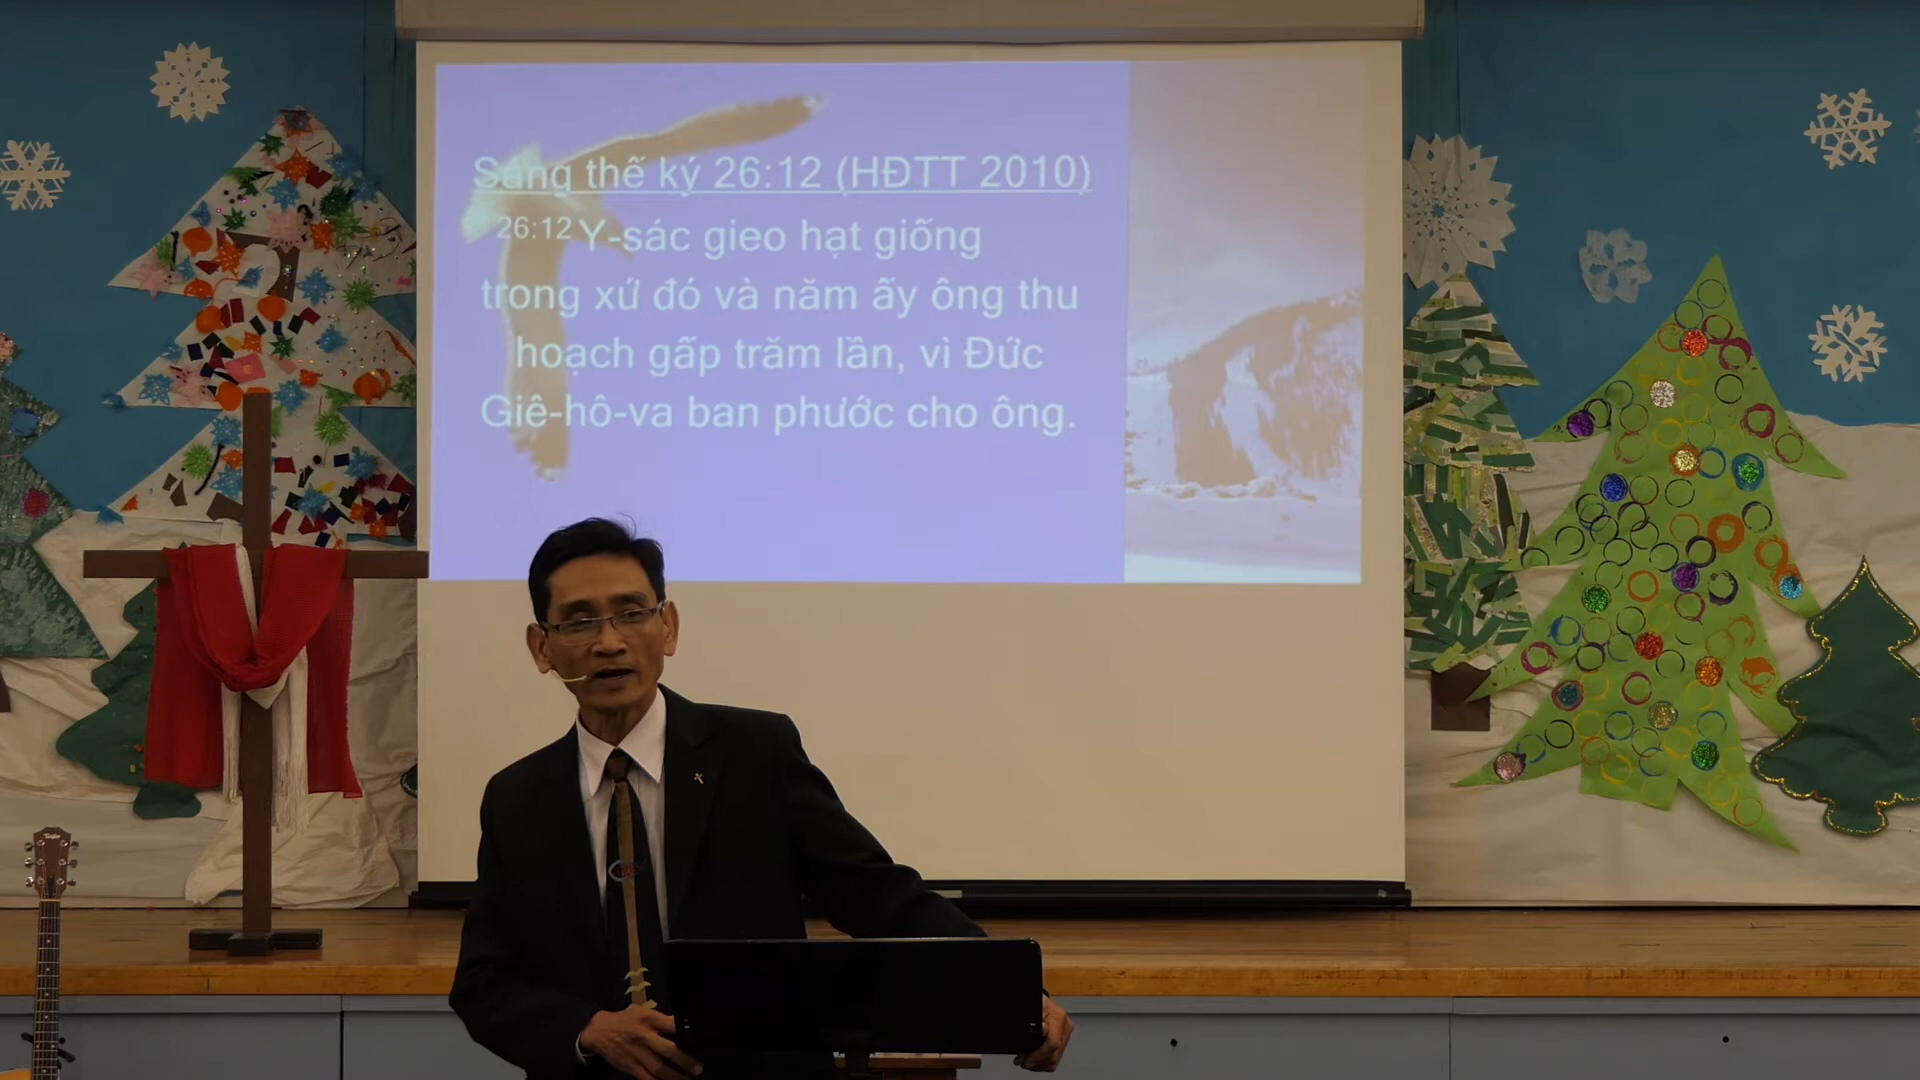 Sáng thế ký 26:12 (HĐTT 2010)
26:12 Y-sác gieo hạt giống
trong xứ đó và năm ấy ông thu
hoạch gấp trăm lần, vì Đức
Giê-hô-va ban phước cho ông.
Taylor